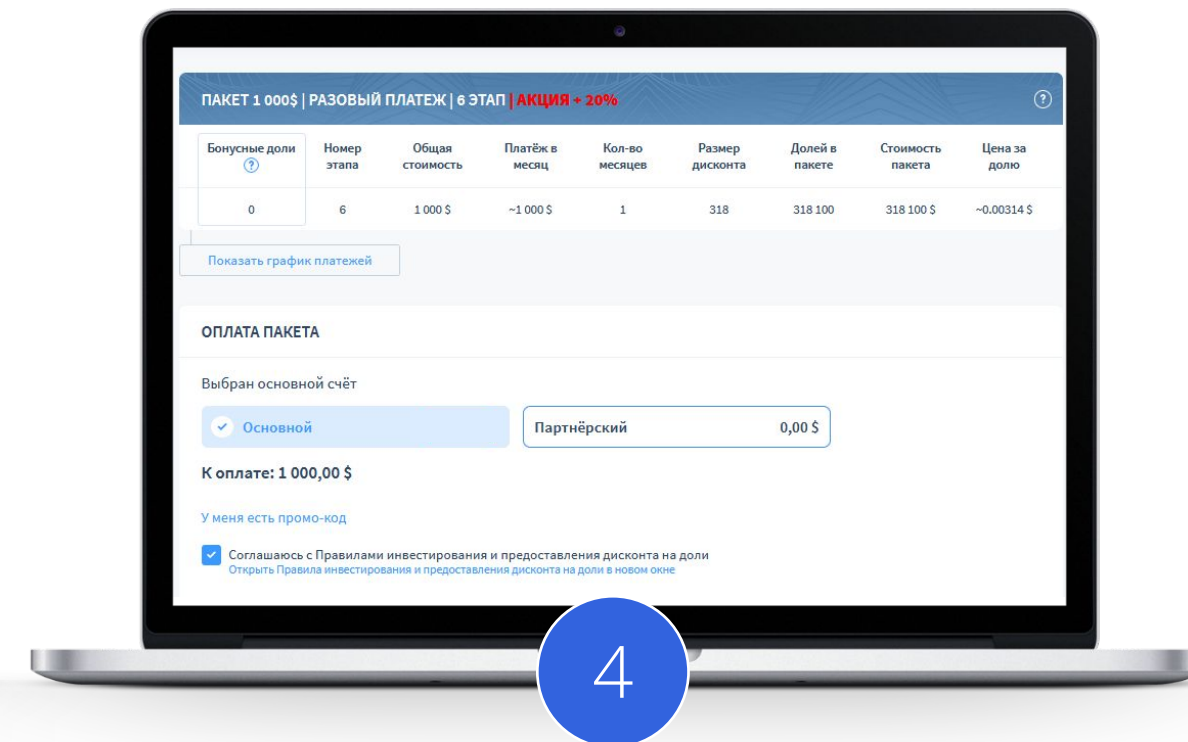 ПАКЕТ 1 000$ | РАЗОВЫЙ ПЛАТЕЖ | 6 ЭТАП | АКЦИЯ + 20%
Бонусные доли Номер этапа Общая стоимость Платёж в месяц Кол-во месяцев Размер дисконта Долей в пакете Стоимость пакета Цена за долю
0 6 1 000 $ ~1 000 $ 1 318 318 100 318 100 $ ~0.00314 $
Показать график платежей
ОПЛАТА ПАКЕТА
Выбран основной счёт
Основной Партнёрский 0,00 $
К оплате: 1 000,00 $
У меня есть промо-код
Соглашаюсь с Правилами инвестирования и предоставления дисконта на доли
Открыть Правила инвестирования и предоставления дисконта на доли в новом окне
4